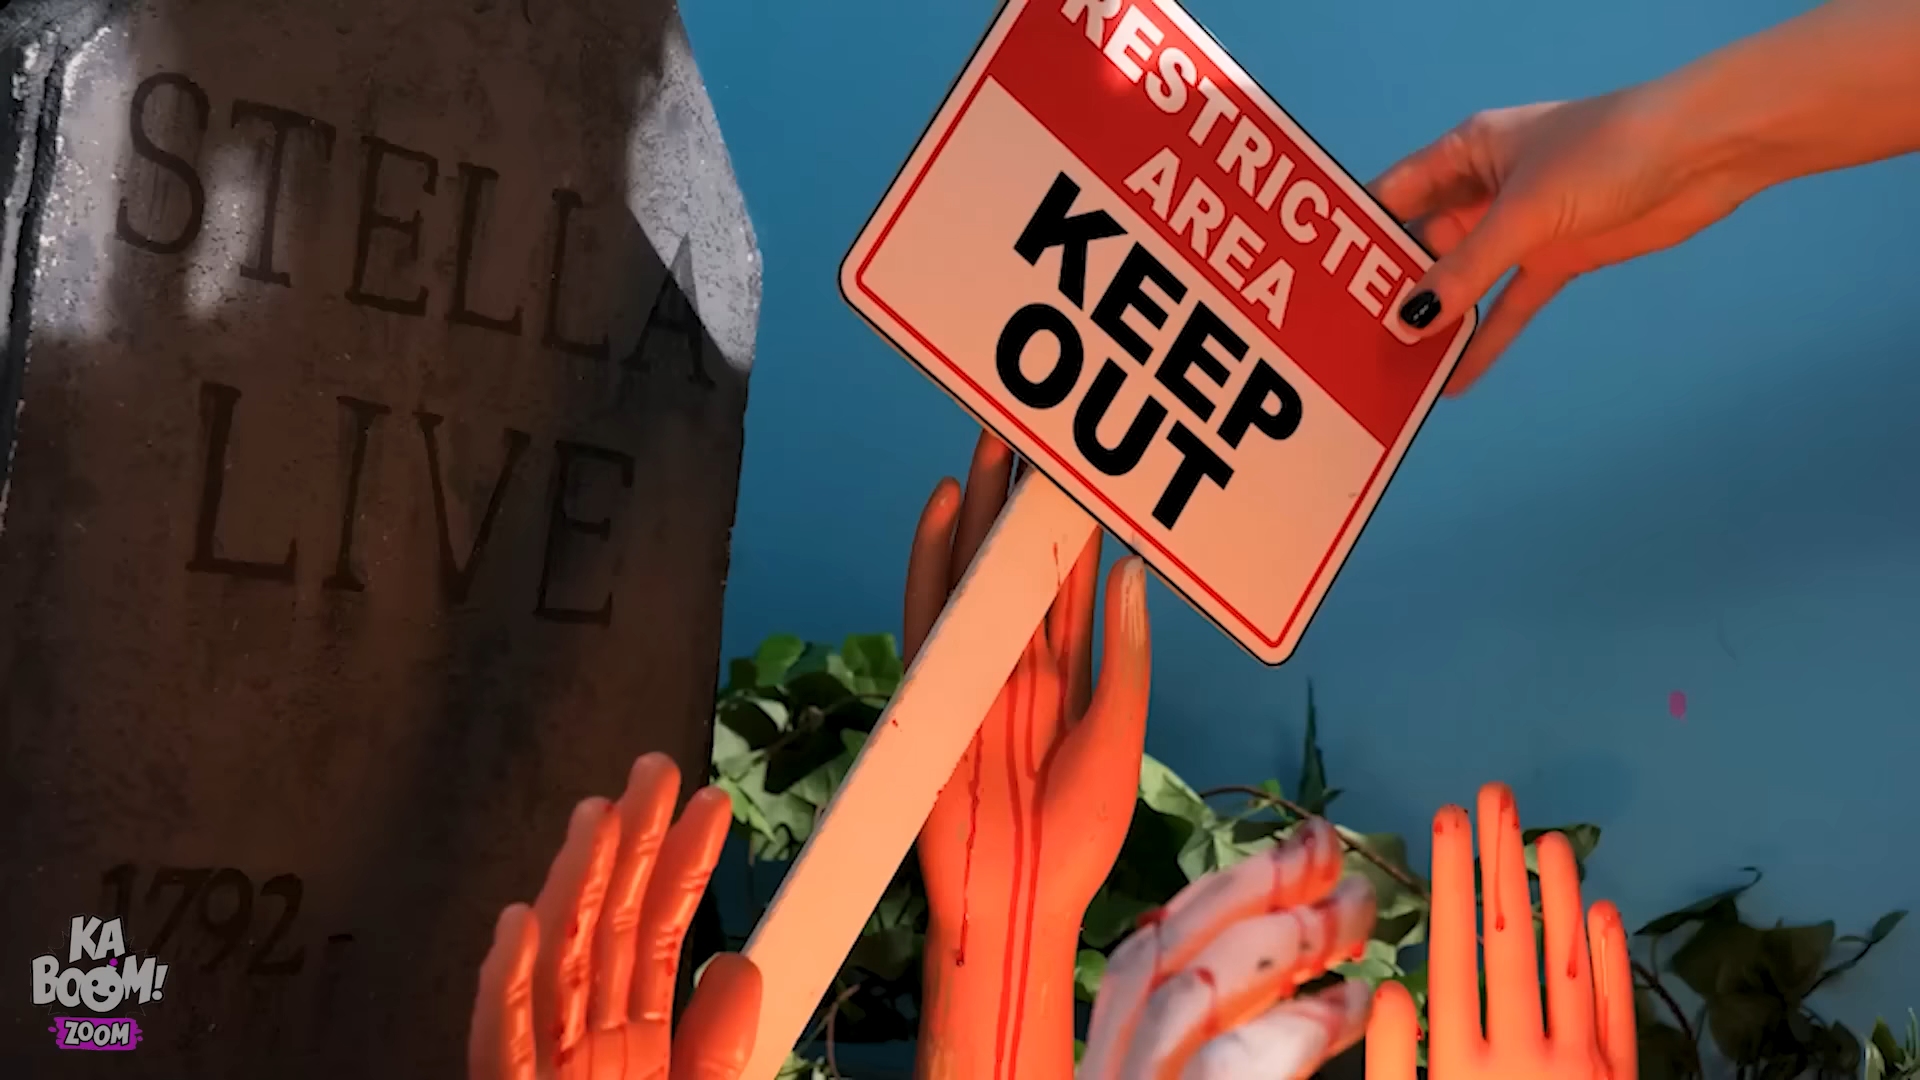 STELLA
LIVE
1792 -
RESTRICTED
AREA
KEEP
OUT
KA
BOOM!
ZOOM